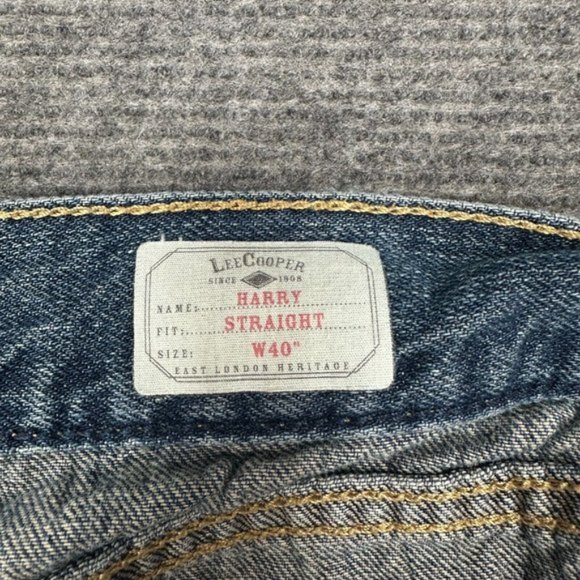 LEECOOPER
SINCE 1908
NAME: HARRY
FIT: STRAIGHT
SIZE: W40"
EAST LONDON HERITAGE